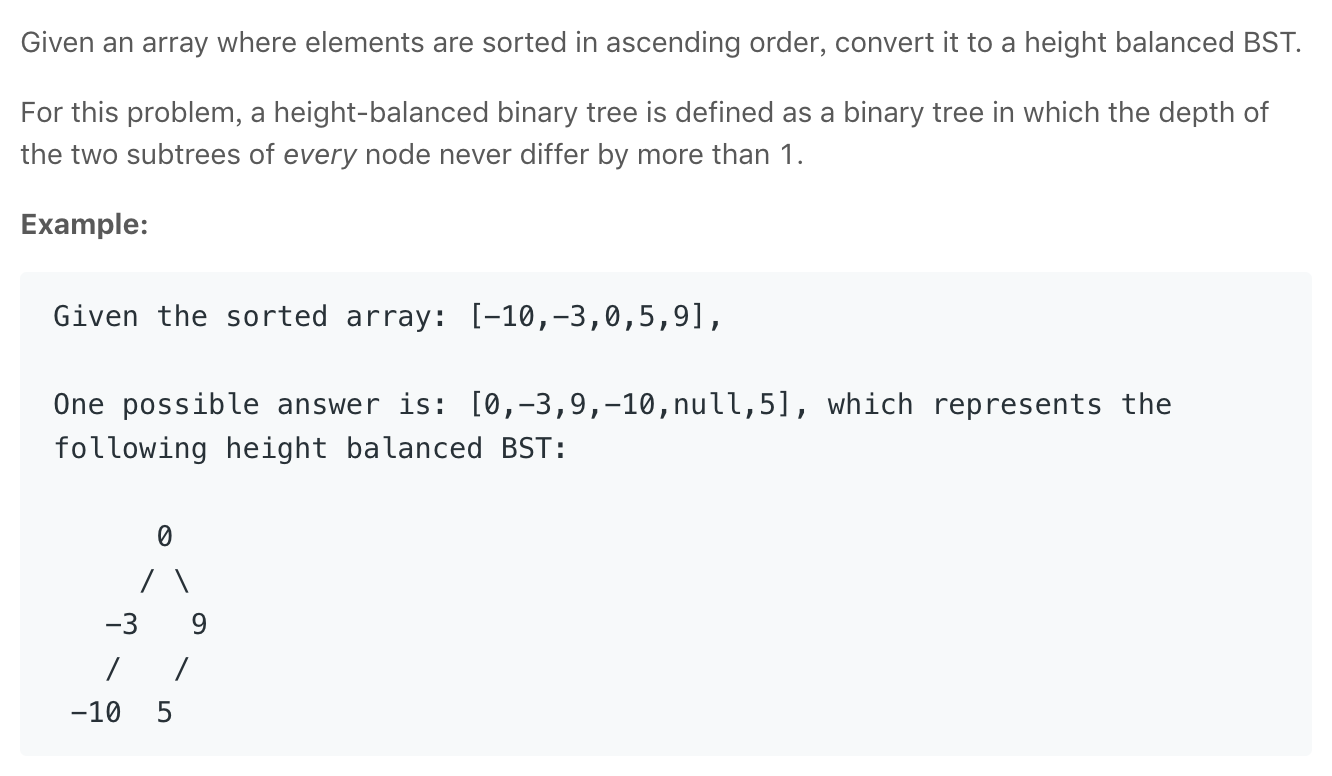 Given an array where elements are sorted in ascending order, convert it to a height balanced BST.
For this problem, a height-balanced binary tree is defined as a binary tree in which the depth of
the two subtrees of every node never differ by more than 1.
Example:
Given the sorted array: [−10,−3,0,5,9],
One possible answer is: [0,−3,9,−10,null,5], which represents the
following height balanced BST:
      0
     / \
   −3   9
   /   /
 −10  5